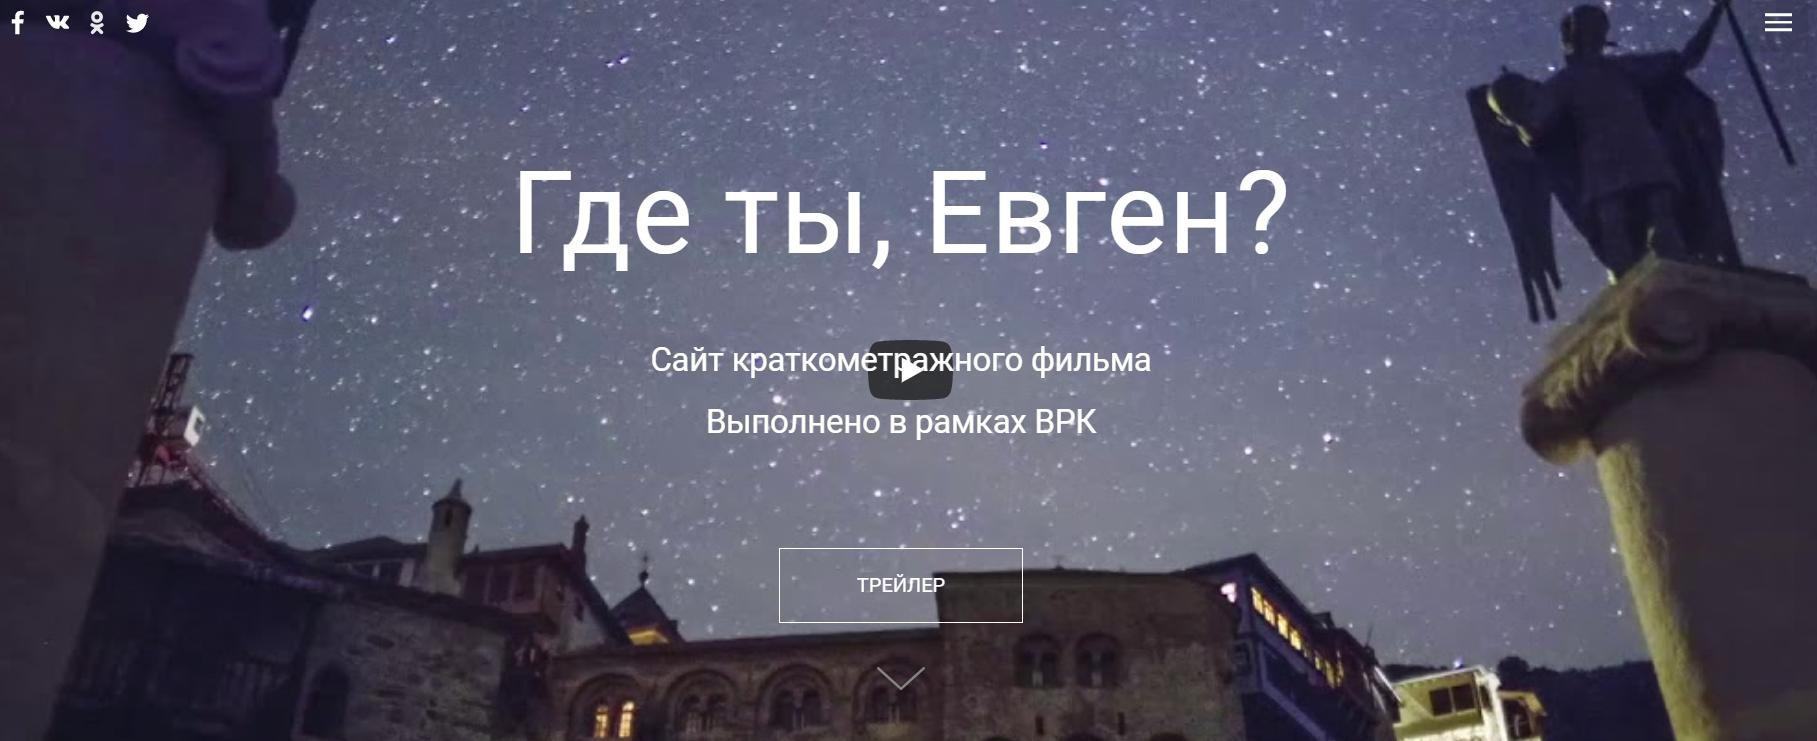 Где ты, Евген?
Сайт краткометражного фильма
Выполнено в рамках ВРК
ТРЕЙЛЕР